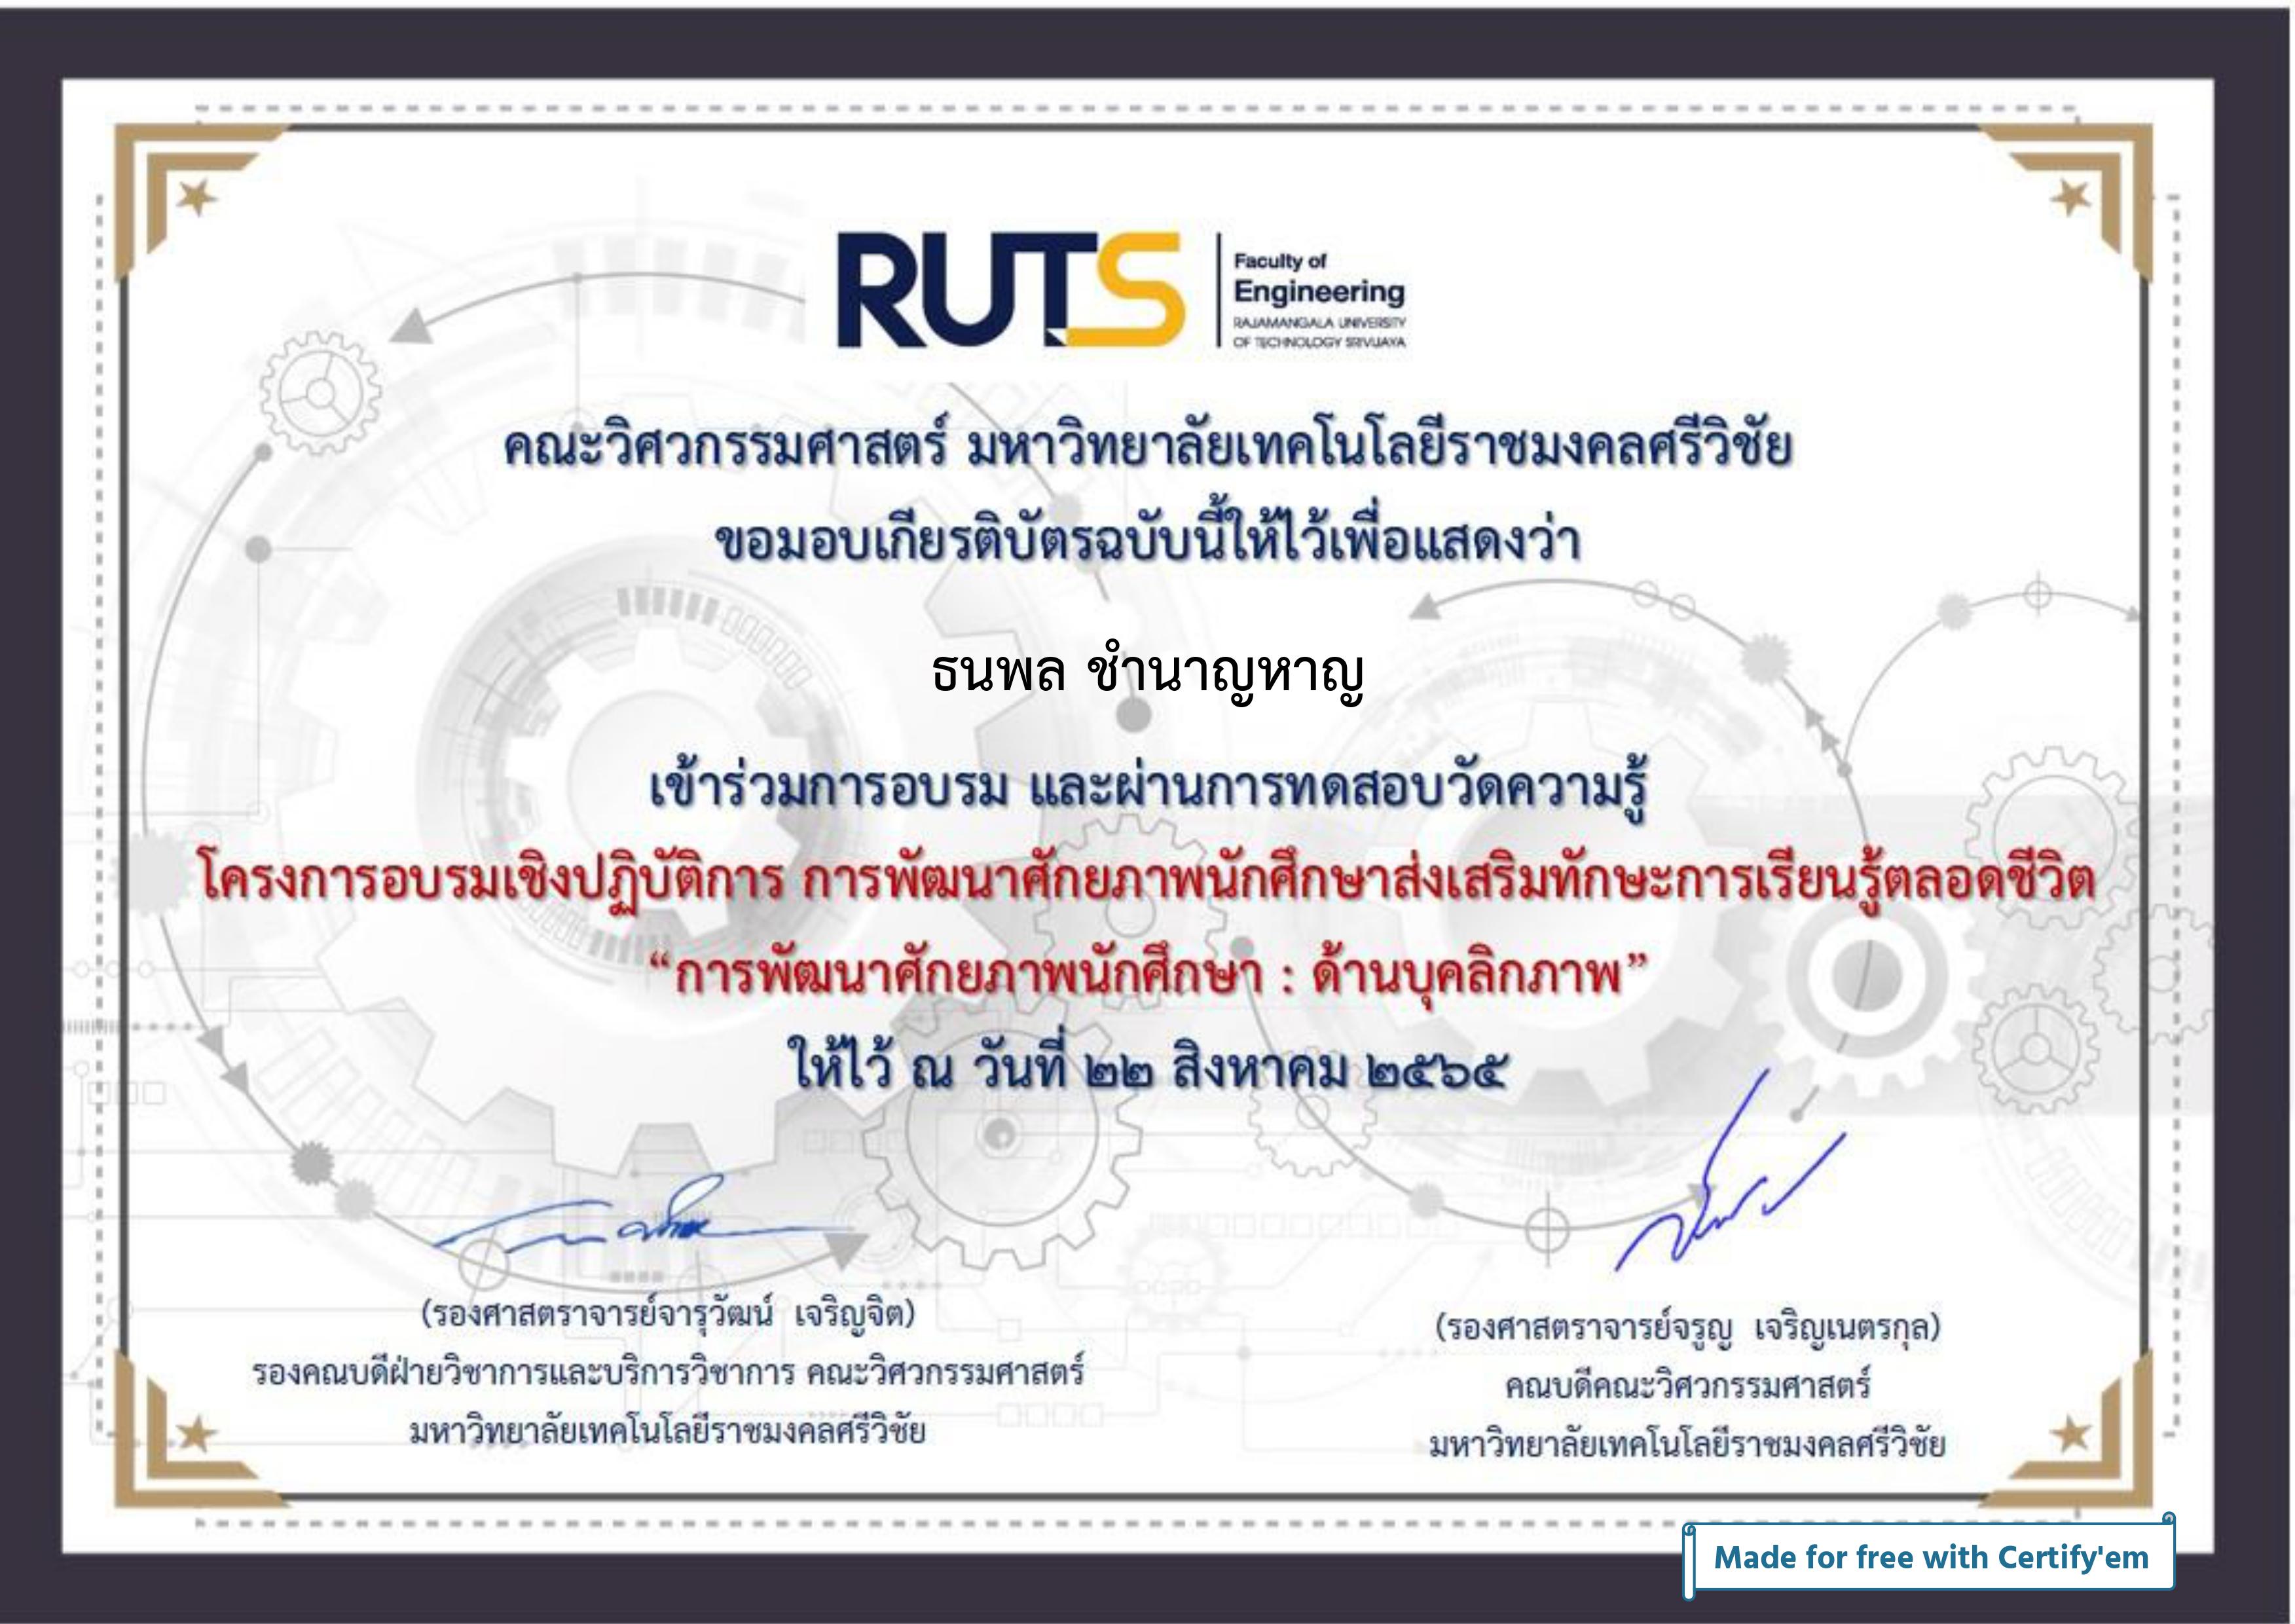 RUTS
Faculty of
Engineering
RAJAMANGALA UNIVERSITY
OF TECHNOLOGY SRIVIJAYA
คณะวิศวกรรมศาสตร์ มหาวิทยาลัยเทคโนโลยีราชมงคลศรีวิชัย
ขอมอบเกียรติบัตรฉบับนี้ให้ไว้เพื่อแสดงว่า
ธนพล ชำนาญหาญ
เข้าร่วมการอบรม และผ่านการทดสอบวัดความรู้
โครงการอบรมเชิงปฏิบัติการ การพัฒนาศักยภาพนักศึกษาส่งเสริมทักษะการเรียนรู้ตลอดชีวิต
“การพัฒนาศักยภาพนักศึกษา : ด้านบุคลิกภาพ”
ให้ไว้ ณ วันที่ ๒๒ สิงหาคม ๒๕๖๕
(รองศาสตราจารย์จารุวัฒน์ เจริญจิต)
รองคณบดีฝ่ายวิชาการและบริการวิชาการ คณะวิศวกรรมศาสตร์
มหาวิทยาลัยเทคโนโลยีราชมงคลศรีวิชัย
(รองศาสตราจารย์จรูญ เจริญเนตรกุล)
คณบดีคณะวิศวกรรมศาสตร์
มหาวิทยาลัยเทคโนโลยีราชมงคลศรีวิชัย
Made for free with Certify'em